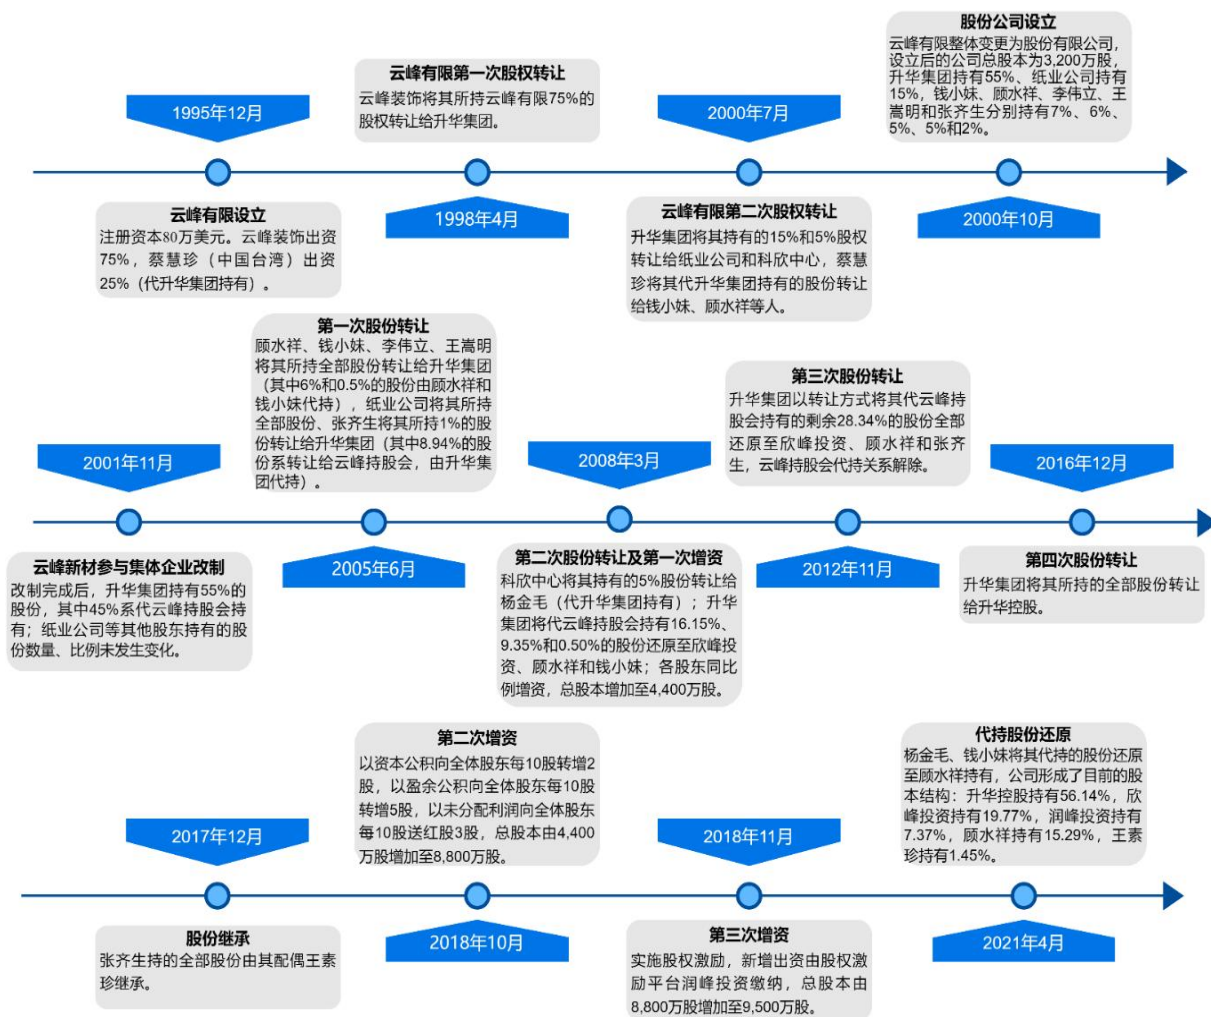 1995年12月
云峰有限设立
注册资本80万美元。云峰装饰出资
75%，蔡慧珍（中国台湾）出资
25%（代升华集团持有）。
云峰有限第一次股权转让
云峰装饰将其所持云峰有限75%的
股权转让给升华集团。
1998年4月
2000年7月
云峰有限第二次股权转让
升华集团将其持有的15%和5%股权
转让给纸业公司和科欣中心，蔡慧
珍将其代升华集团持有的股份转让
给钱小妹、顾水祥等人。
股份公司设立
云峰有限整体变更为股份有限公司，
设立后的公司总股本为3,200万股，
升华集团持有55%、纸业公司持有
15%，钱小妹、顾水祥、李伟立、王
嵩明和张齐生分别持有7%、6%、
5%、5%和2%。
2000年10月
2001年11月
云峰新材参与集体企业改制
改制完成后，升华集团持有55%的
股份，其中45%系代云峰持股会持
有；纸业公司等其他股东持有的股
份数量、比例未发生变化。
第一次股份转让
顾水祥、钱小妹、李伟立、王嵩明
将其所持全部股份转让给升华集团
（其中6%和0.5%的股份由顾水祥和
钱小妹代持），纸业公司将其所持
全部股份、张齐生将其所持1%的股
份转让给升华集团（其中8.94%的股
份系转让给云峰持股会，由升华集
团代持）。
2005年6月
2008年3月
第二次股份转让及第一次增资
科欣中心将其持有的5%股份转让给
杨金毛（代升华集团持有）；升华
集团将代云峰持股会持有16.15%、
9.35%和0.50%的股份还原至欣峰投
资、顾水祥和钱小妹；各股东同比
例增资，总股本增加至4,400万股。
第三次股份转让
升华集团以转让方式将其代云峰持
股会持有的剩余28.34%的股份全部
还原至欣峰投资、顾水祥和张齐
生，云峰持股会代持关系解除。
2012年11月
2016年12月
第四次股份转让
升华集团将其所持的全部股份转让
给升华控股。
2017年12月
股份继承
张齐生持的全部股份由其配偶王素
珍继承。
第二次增资
以资本公积向全体股东每10股转增2
股，以盈余公积向全体股东每10股
转增5股，以未分配利润向全体股东
每10股送红股3股，总股本由4,400
万股增加至8,800万股。
2018年10月
2018年11月
第三次增资
实施股权激励，新增出资由股权激
励平台润峰投资缴纳，总股本由
8,800万股增加至9,500万股。
代持股份还原
杨金毛、钱小妹将其代持的股份还原
至顾水祥持有，公司形成了目前的股
本结构：升华控股持有56.14%，欣
峰投资持有19.77%，润峰投资持有
7.37%，顾水祥持有15.29%，王素
珍持有1.45%。
2021年4月